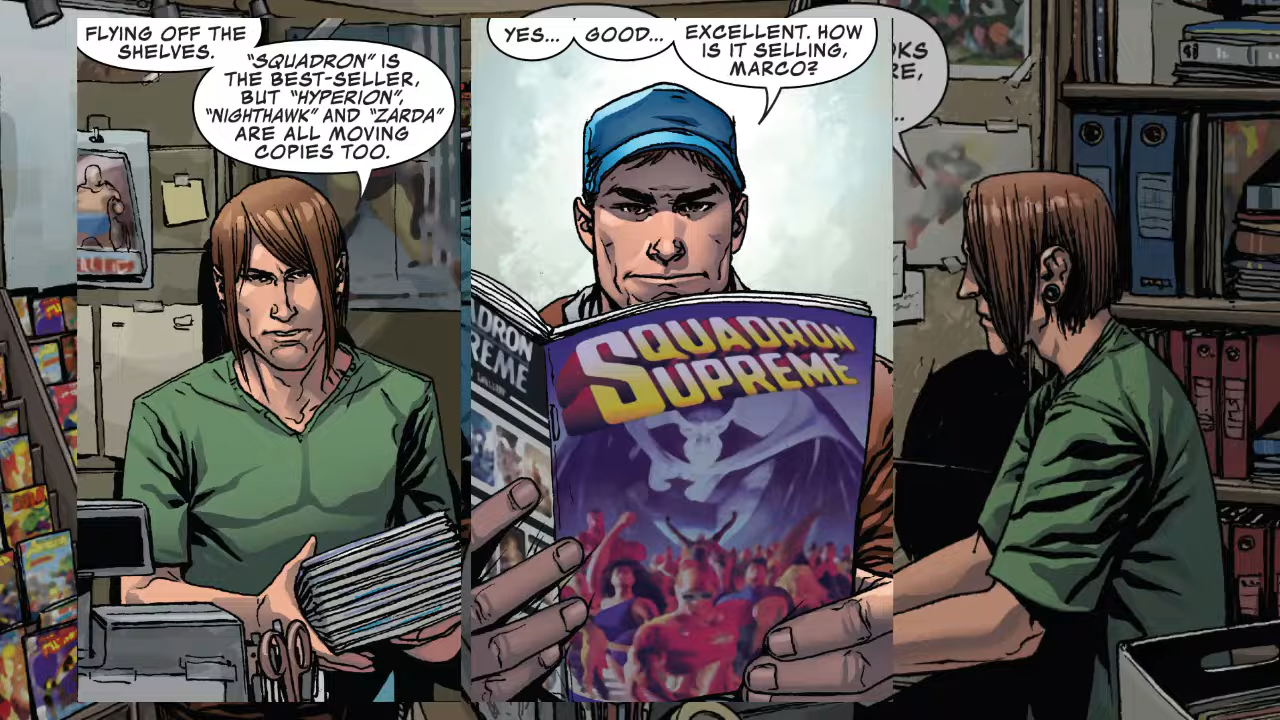 FLYING OFF THE
SHELVES.
"SQUADRON" IS
THE BEST-SELLER,
BUT "HYPERION",
"NIGHTHAWK" AND "ZARDA"
ARE ALL MOVING
COPIES TOO.
YES...
GOOD...
EXCELLENT. HOW
IS IT SELLING,
MARCO?
SQUADRON
SUPREME